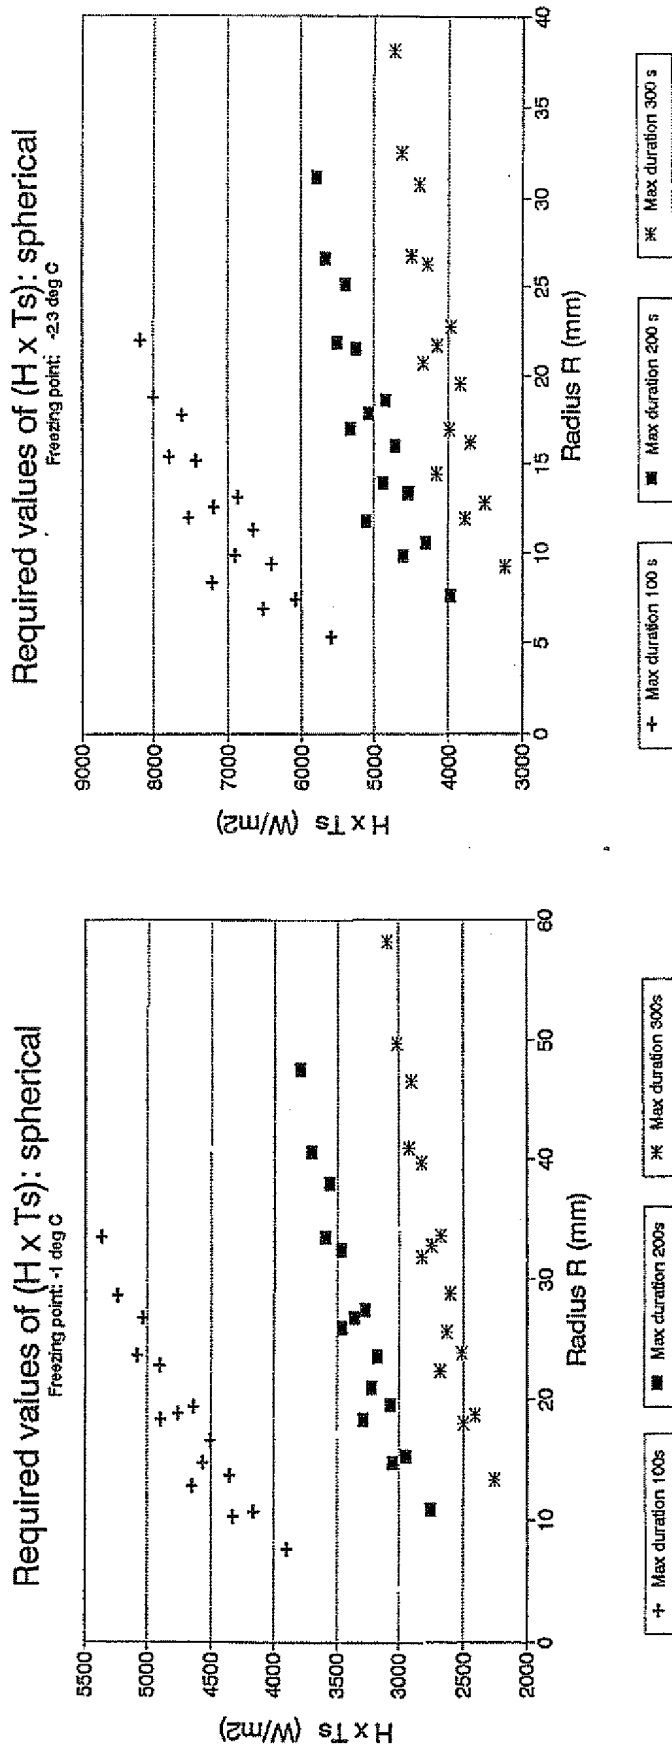 Required values of (H x Ts): spherical
Freezing point: -1 deg C
H x Ts (W/m2)
5500
5000
4500
4000
3500
3000
2500
2000
0
10
20
30
40
50
60
Radius R (mm)
+ Max duration 100s
■ Max duration 200s
ж Max duration 300s
Required values of (H x Ts): spherical
Freezing point: -2.3 deg C
H x Ts (W/m2)
9000
8000
7000
6000
5000
4000
3000
0
5
10
15
20
25
30
35
40
Radius R (mm)
+ Max duration 100 s
■ Max duration 200 s
ж Max duration 300 s